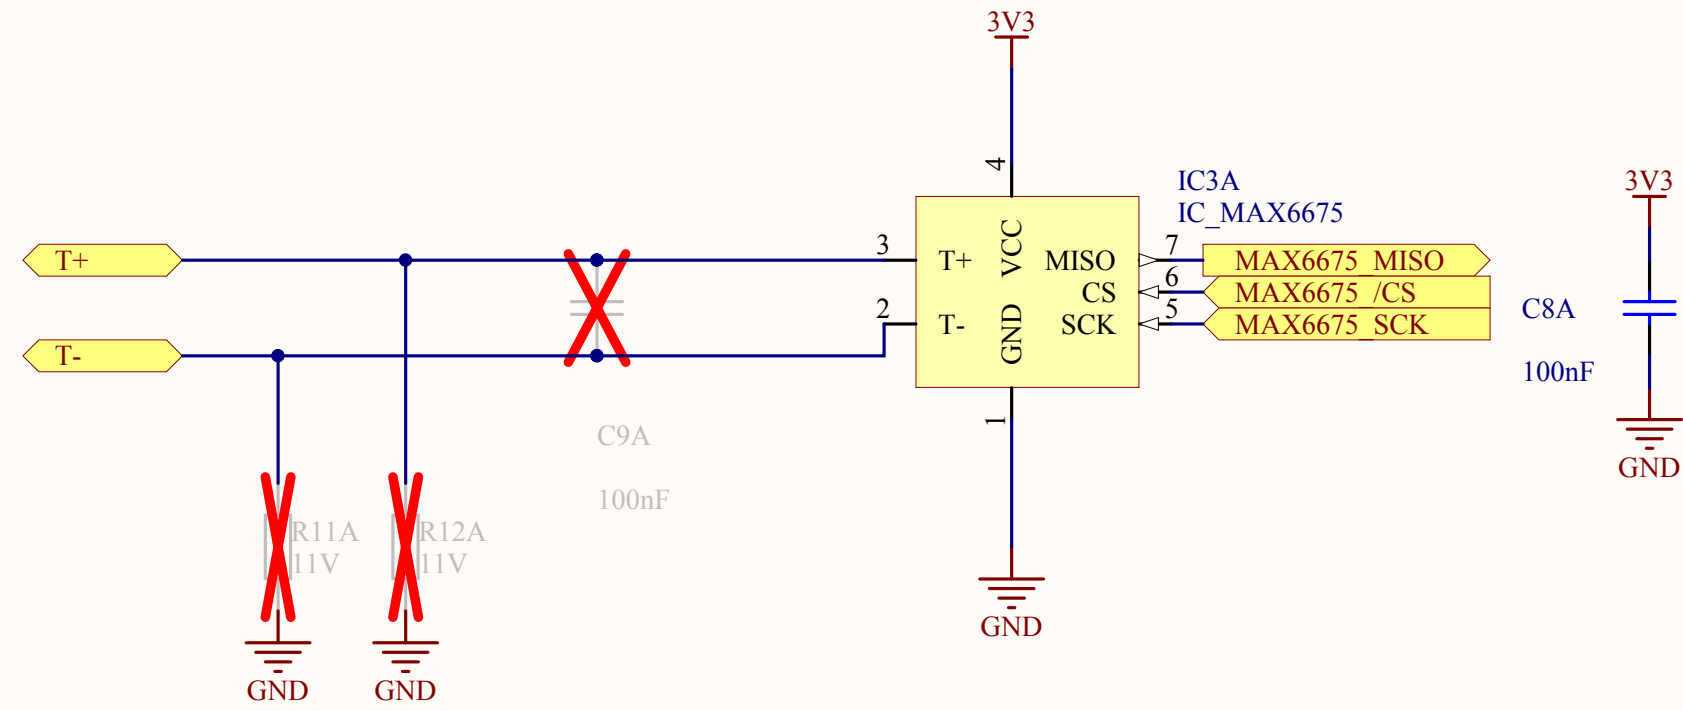 3V3
4
IC3A
IC_MAX6675
3V3
T+
3
T+
VCC
MISO
7
MAX6675_MISO
CS
6
MAX6675_/CS
T-
2
T-
GND
SCK
5
MAX6675_SCK
C8A
100nF
1
C9A
100nF
GND
R11A
11V
R12A
11V
GND
GND
GND